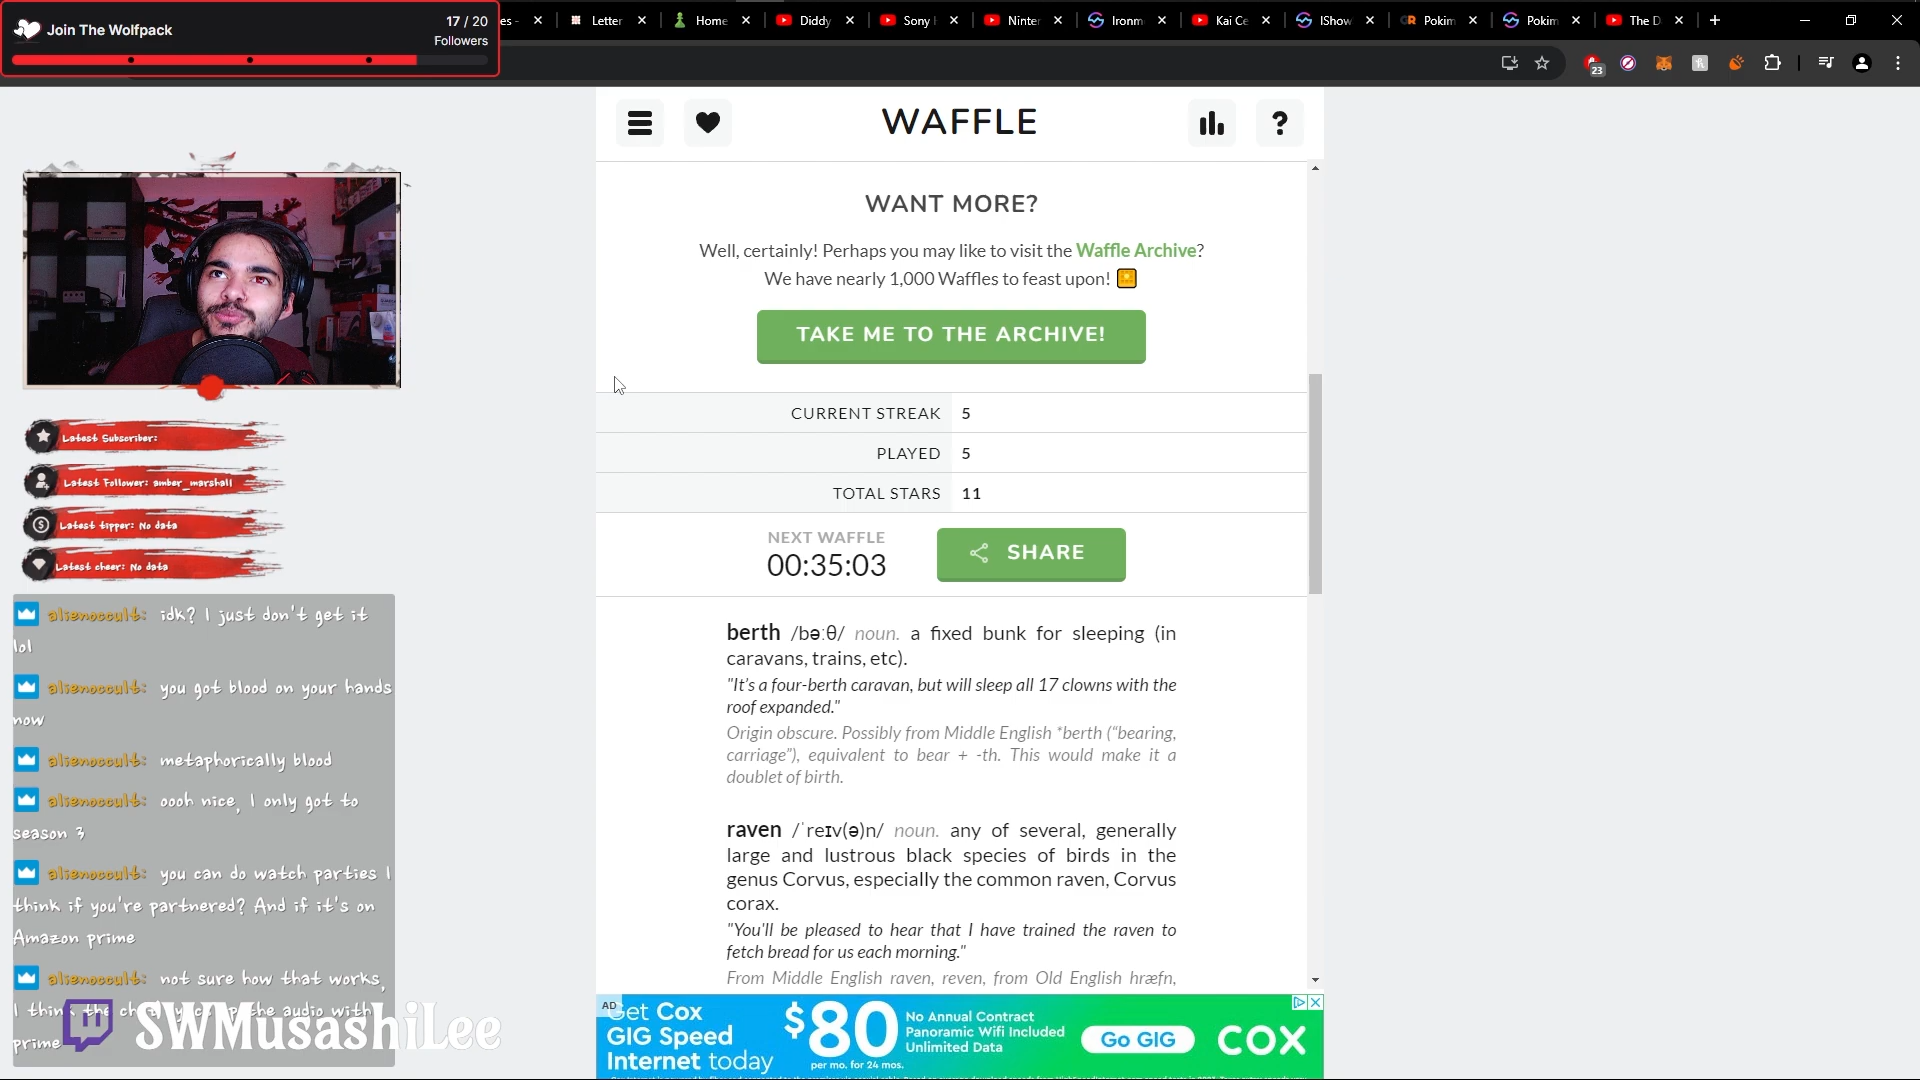 Join The Wolfpack
17 / 20
Followers
es -
Letter
Home
Diddy
Sony
Ninter
Ironm
Kai Ce
IShow
Pokim
Pokim
The D
23
WAFFLE
?
WANT MORE?
Well, certainly! Perhaps you may like to visit the Waffle Archive?
We have nearly 1,000 Waffles to feast upon!
TAKE ME TO THE ARCHIVE!
CURRENT STREAK 5
PLAYED 5
TOTAL STARS 11
NEXT WAFFLE
00:35:03
SHARE
berth /bəːθ/ noun. a fixed bunk for sleeping (in
caravans, trains, etc).
"It's a four-berth caravan, but will sleep all 17 clowns with the
roof expanded."
Origin obscure. Possibly from Middle English *berth (“bearing,
carriage”), equivalent to bear + -th. This would make it a
doublet of birth.
raven /ˈreɪv(ə)n/ noun. any of several, generally
large and lustrous black species of birds in the
genus Corvus, especially the common raven, Corvus
corax.
"You'll be pleased to hear that I have trained the raven to
fetch bread for us each morning."
From Middle English raven, reven, from Old English hræfn,
AD
Get Cox
GIG Speed
Internet today
$80
per mo. for 24 mos.
No Annual Contract
Panoramic Wifi Included
Unlimited Data
Go GIG
COX
Latest Subscriber:
Latest Follower: amber_marshall
Latest tipper: No data
Latest cheer: No data
alienoccult: idk? I just don't get it
lol
alienoccult: you got blood on your hands
now
alienoccult: metaphorically blood
alienoccult: oooh nice, I only got to
season 3
alienoccult: you can do watch parties I
think if you're partnered? And if it's on
Amazon prime
alienoccult: not sure how that works,
I think the the audio with
prime
SWMusashiLee